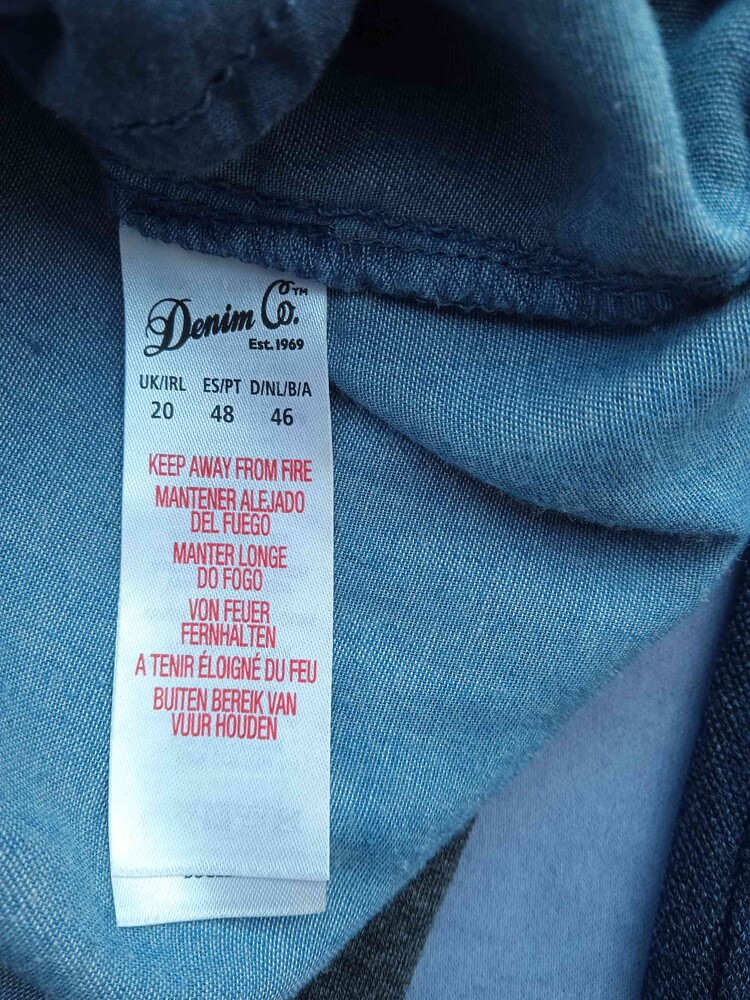 Denim Co.™
Est. 1969
UK/IRL ES/PT D/NL/B/A
20 48 46
KEEP AWAY FROM FIRE
MANTENER ALEJADO
DEL FUEGO
MANTER LONGE
DO FOGO
VON FEUER
FERNHALTEN
A TENIR ÉLOIGNÉ DU FEU
BUITEN BEREIK VAN
VUUR HOUDEN